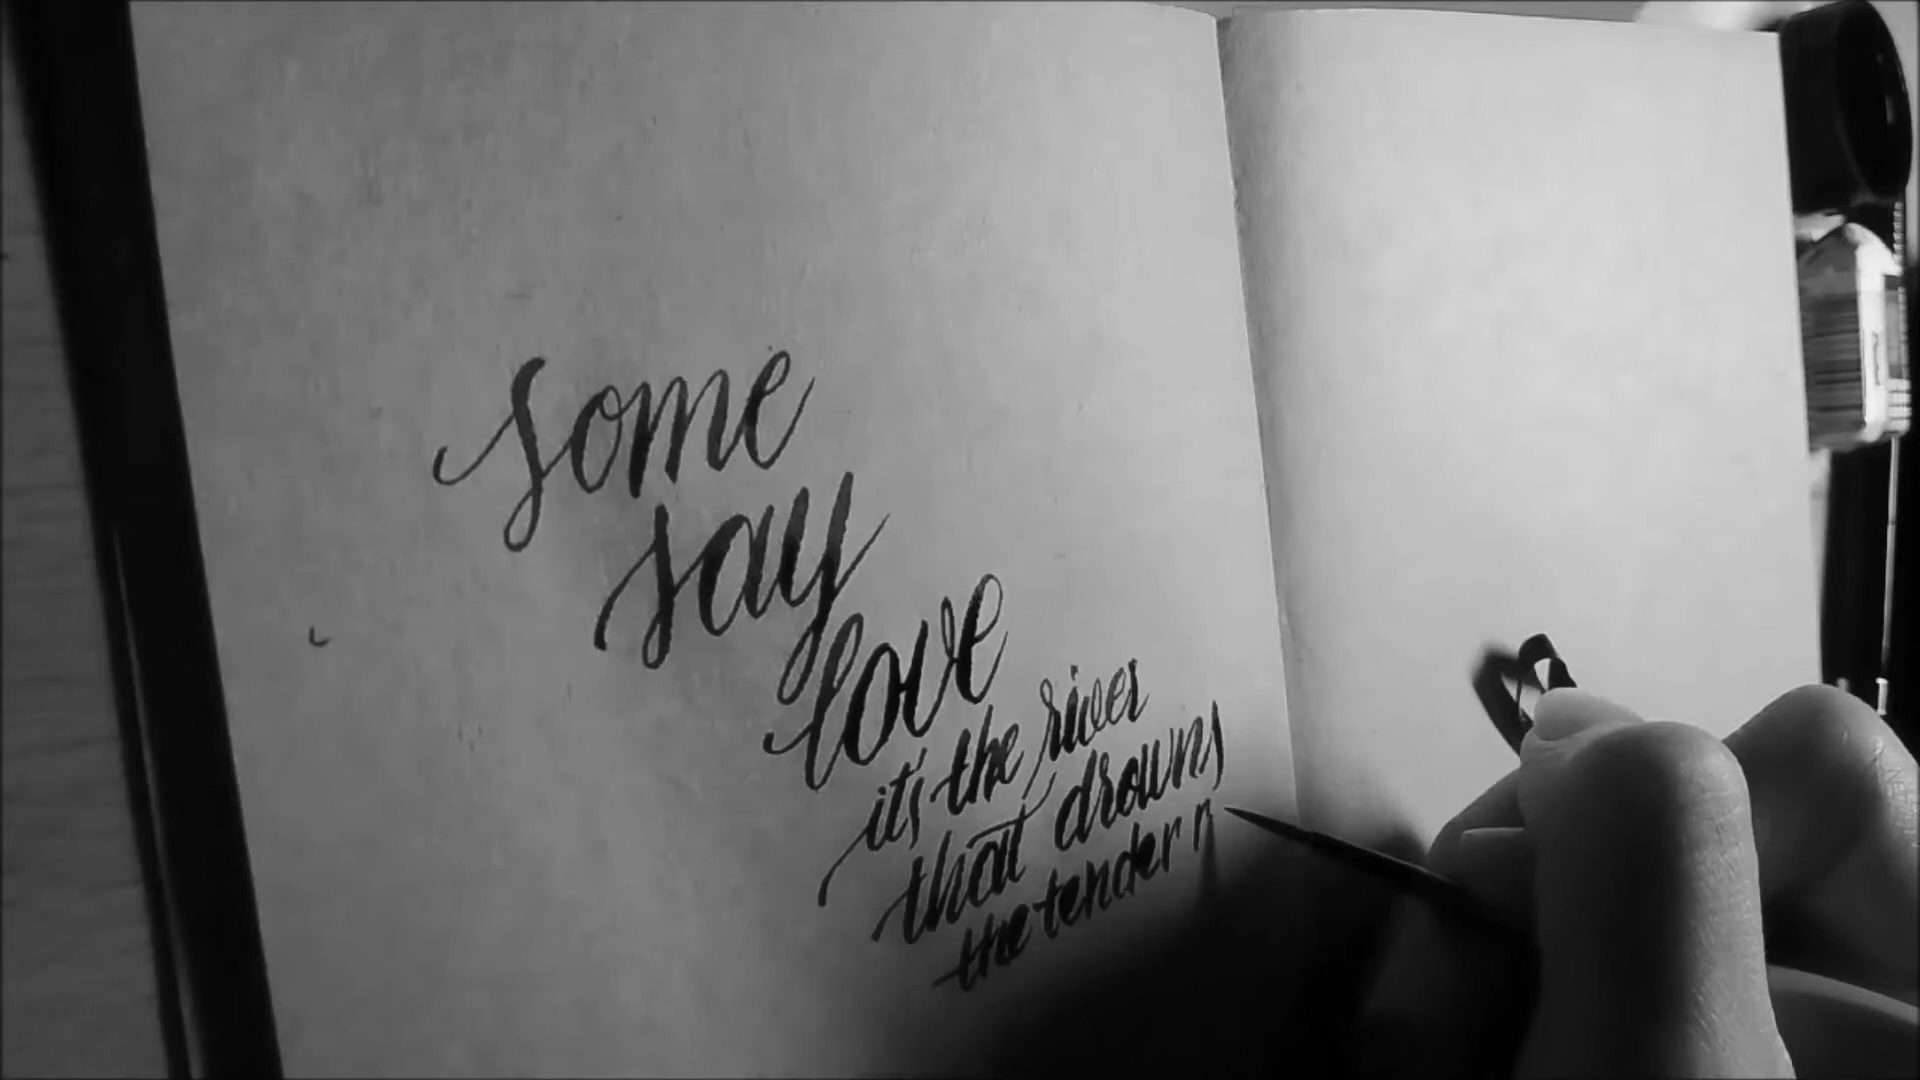 some
say
love
it's the river
that drowns
the tender r